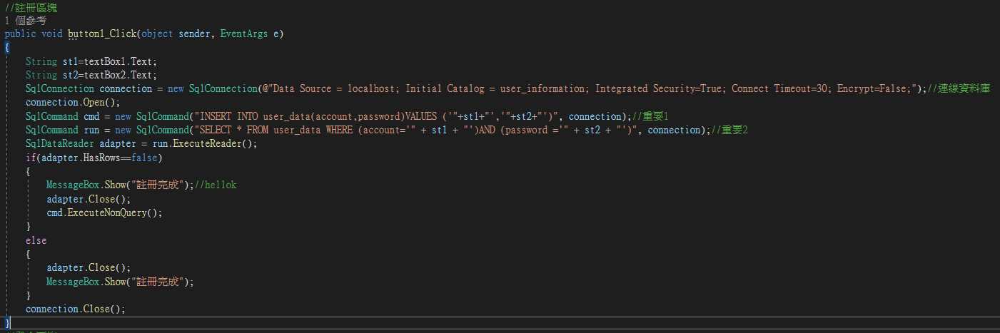 //註冊區塊
1 個參考
public void button1_Click(object sender, EventArgs e)
{
String st1=textBox1.Text;
String st2=textBox2.Text;
SqlConnection connection = new SqlConnection(@"Data Source = localhost; Initial Catalog = user_information; Integrated Security=True; Connect Timeout=30; Encrypt=False;");//連線資料庫
connection.Open();
SqlCommand cmd = new SqlCommand("INSERT INTO user_data(account,password)VALUES ('"+st1+"','"+st2+"')", connection);//重要1
SqlCommand run = new SqlCommand("SELECT * FROM user_data WHERE (account='" + st1 + "')AND (password ='" + st2 + "')", connection);//重要2
SqlDataReader adapter = run.ExecuteReader();
if(adapter.HasRows==false)
{
MessageBox.Show("註冊完成");//hellok
adapter.Close();
cmd.ExecuteNonQuery();
}
else
{
adapter.Close();
MessageBox.Show("註冊完成");
}
connection.Close();
}